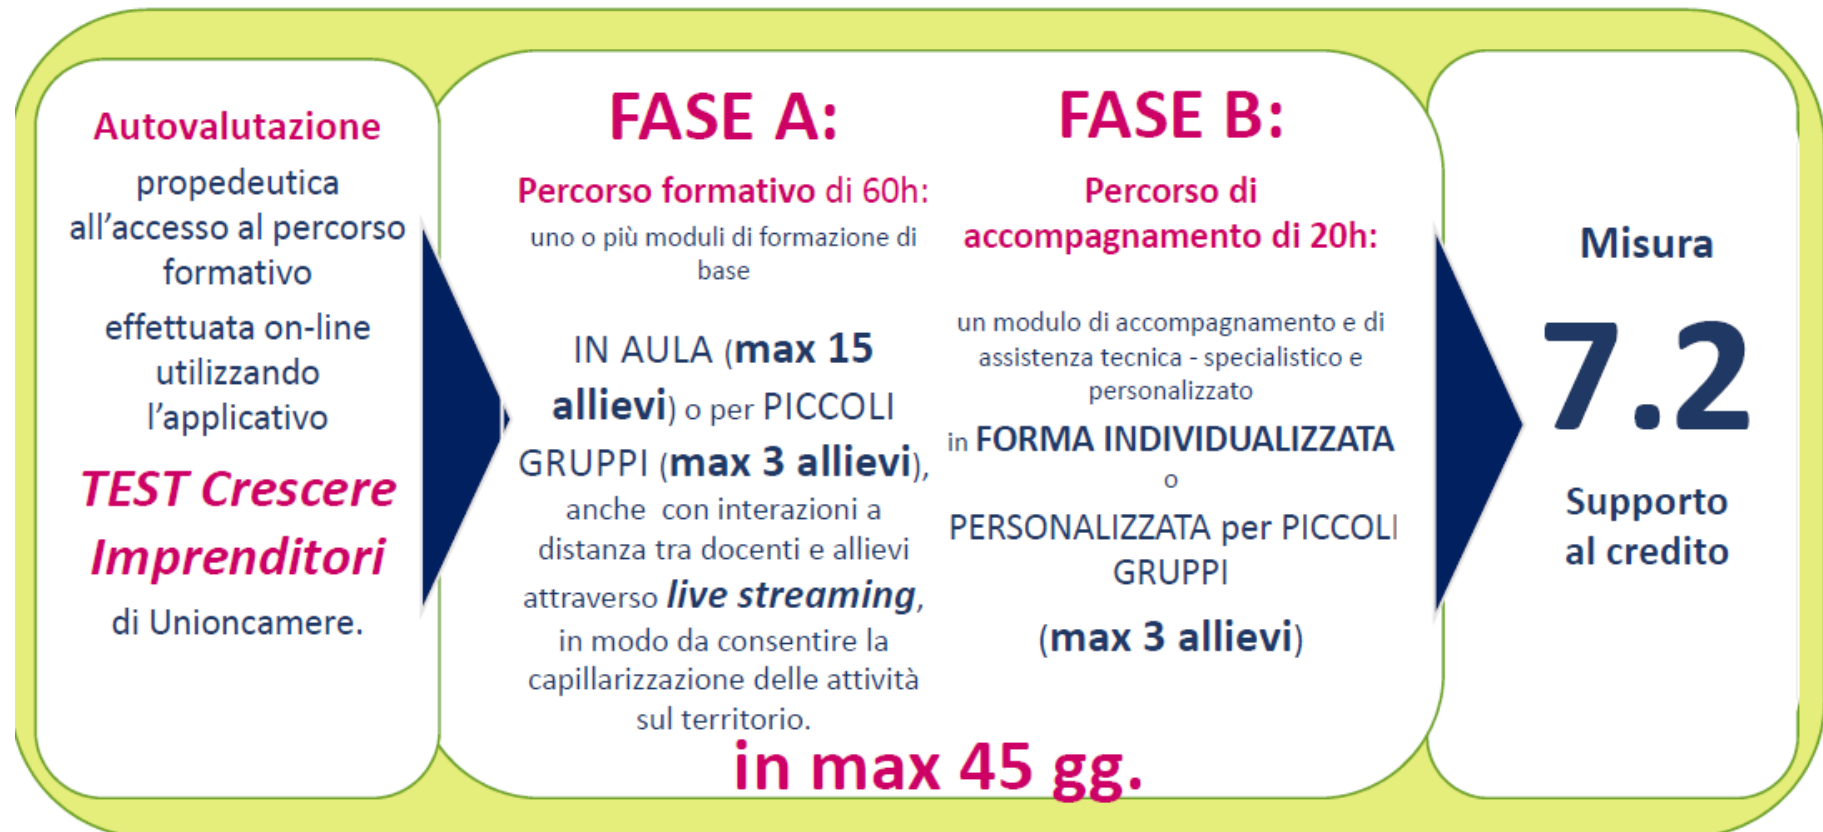 Autovalutazione
propedeutica
all'accesso al percorso
formativo
effettuata on-line
utilizzando
l'applicativo
TEST Crescere
Imprenditori
di Unioncamere.
FASE A:
Percorso formativo di 60h:
uno o più moduli di formazione di
base
IN AULA (max 15
allievi) o per PICCOLI
GRUPPI (max 3 allievi),
anche con interazioni a
distanza tra docenti e allievi
attraverso live streaming,
in modo da consentire la
capillarizzazione delle attività
sul territorio.
FASE B:
Percorso di
accompagnamento di 20h:
un modulo di accompagnamento e di
assistenza tecnica - specialistico e
personalizzato
in FORMA INDIVIDUALIZZATA
o
PERSONALIZZATA per PICCOLI
GRUPPI
(max 3 allievi)
in max 45 gg.
Misura
7.2
Supporto
al credito